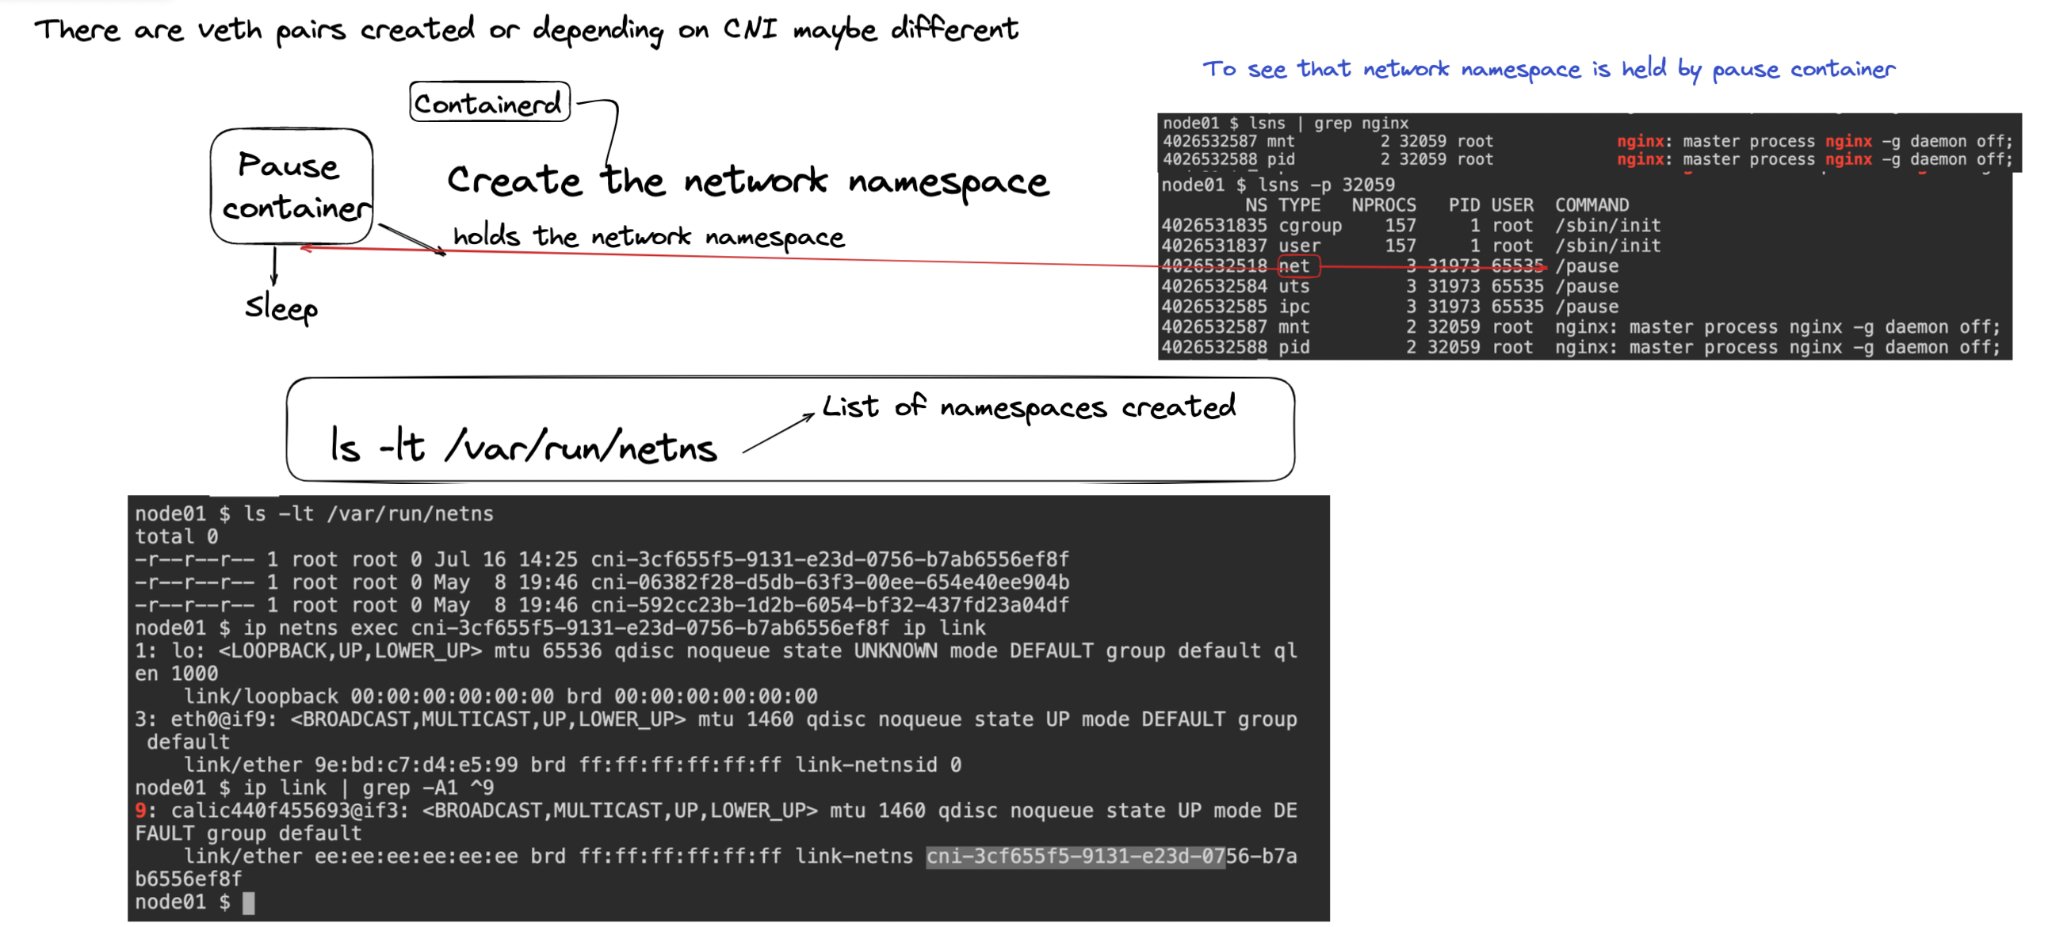 There are veth pairs created or depending on CNI maybe different
To see that network namespace is held by pause container
Containerd
Pause
container
Create the network namespace
holds the network namespace
Sleep
node01 $ lsns | grep nginx
4026532587 mnt         2 32059 root             nginx: master process nginx -g daemon off;
4026532588 pid         2 32059 root             nginx: master process nginx -g daemon off;
node01 $ lsns -p 32059
        NS TYPE   NPROCS   PID USER  COMMAND
4026531835 cgroup    157     1 root  /sbin/init
4026531837 user      157     1 root  /sbin/init
4026532518 net         3 31973 65535 /pause
4026532584 uts         3 31973 65535 /pause
4026532585 ipc         3 31973 65535 /pause
4026532587 mnt         2 32059 root  nginx: master process nginx -g daemon off;
4026532588 pid         2 32059 root  nginx: master process nginx -g daemon off;
List of namespaces created
ls -lt /var/run/netns
node01 $ ls -lt /var/run/netns
total 0
-r--r--r-- 1 root root 0 Jul 16 14:25 cni-3cf655f5-9131-e23d-0756-b7ab6556ef8f
-r--r--r-- 1 root root 0 May  8 19:46 cni-06382f28-d5db-63f3-00ee-654e40ee904b
-r--r--r-- 1 root root 0 May  8 19:46 cni-592cc23b-1d2b-6054-bf32-437fd23a04df
node01 $ ip netns exec cni-3cf655f5-9131-e23d-0756-b7ab6556ef8f ip link
1: lo: <LOOPBACK,UP,LOWER_UP> mtu 65536 qdisc noqueue state UNKNOWN mode DEFAULT group default ql
en 1000
    link/loopback 00:00:00:00:00:00 brd 00:00:00:00:00:00
3: eth0@if9: <BROADCAST,MULTICAST,UP,LOWER_UP> mtu 1460 qdisc noqueue state UP mode DEFAULT group
 default
    link/ether 9e:bd:c7:d4:e5:99 brd ff:ff:ff:ff:ff:ff link-netnsid 0
node01 $ ip link | grep -A1 ^9
9: calic440f455693@if3: <BROADCAST,MULTICAST,UP,LOWER_UP> mtu 1460 qdisc noqueue state UP mode DE
FAULT group default
    link/ether ee:ee:ee:ee:ee:ee brd ff:ff:ff:ff:ff:ff link-netns cni-3cf655f5-9131-e23d-0756-b7a
b6556ef8f
node01 $